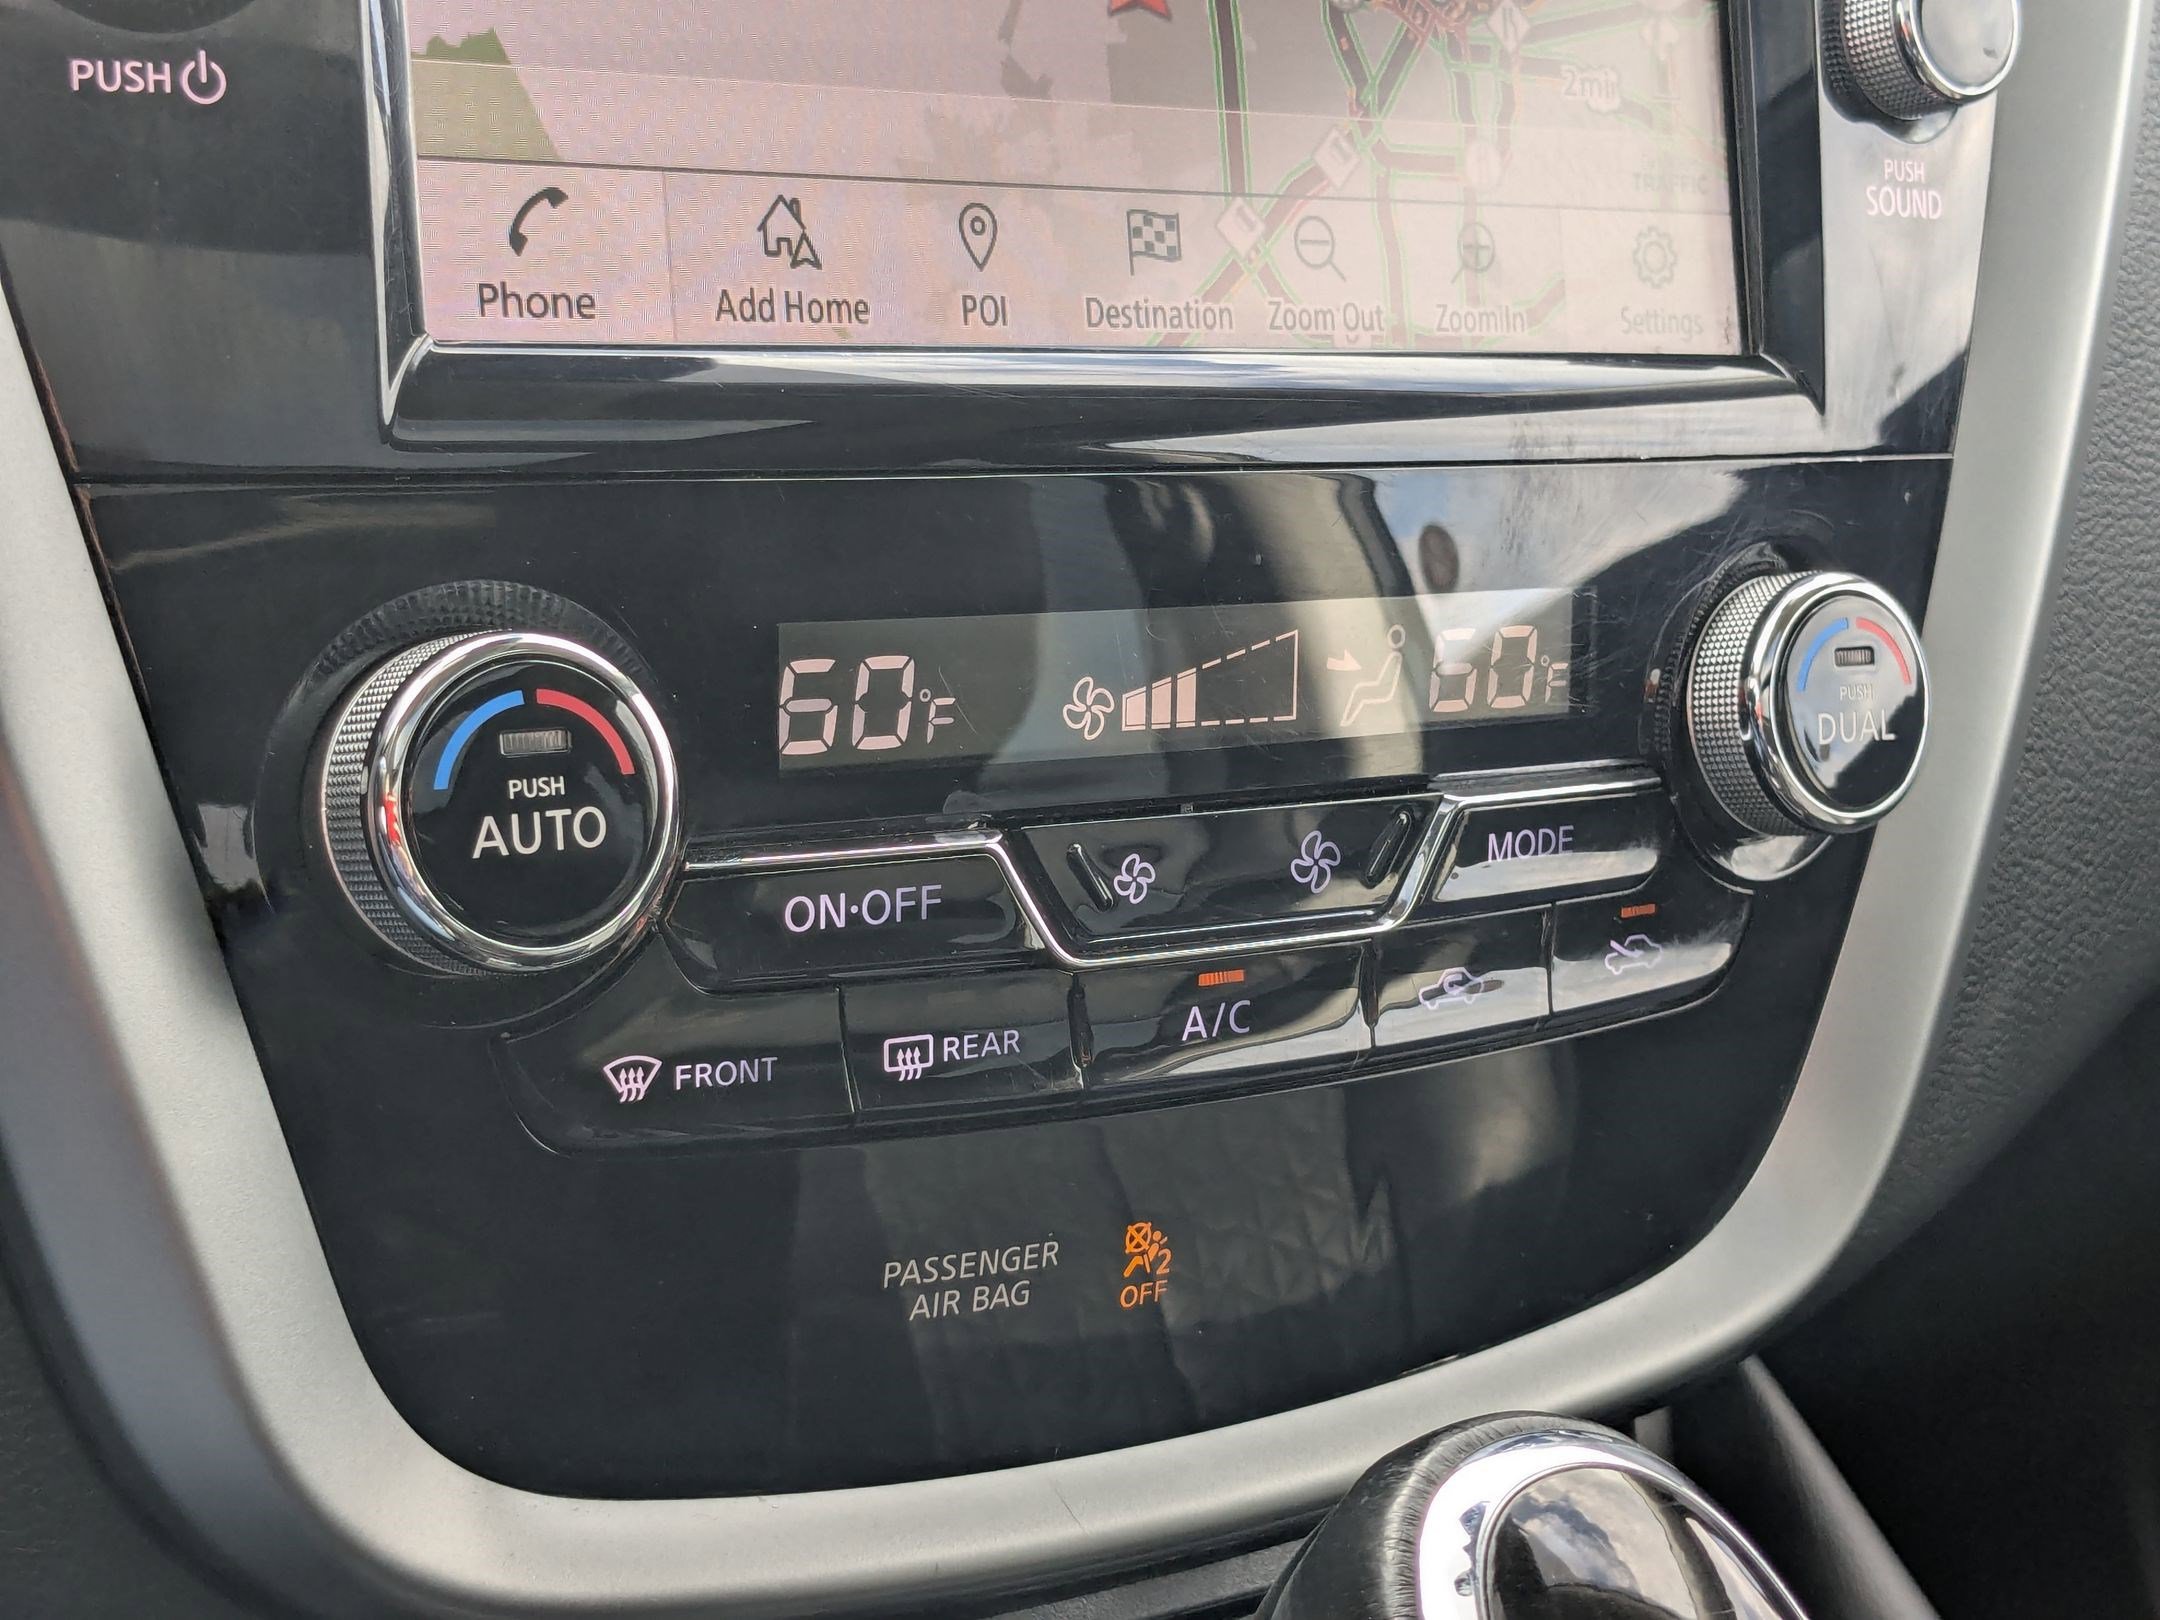 PUSH
2mi
PUSH
SOUND
TRAFFIC
Phone
Add Home
POI
Destination
Zoom Out
ZoomIn
Settings
60°F
60°F
PUSH
AUTO
PUSH
DUAL
ON·OFF
MODE
FRONT
REAR
A/C
PASSENGER
AIR BAG
2
OFF